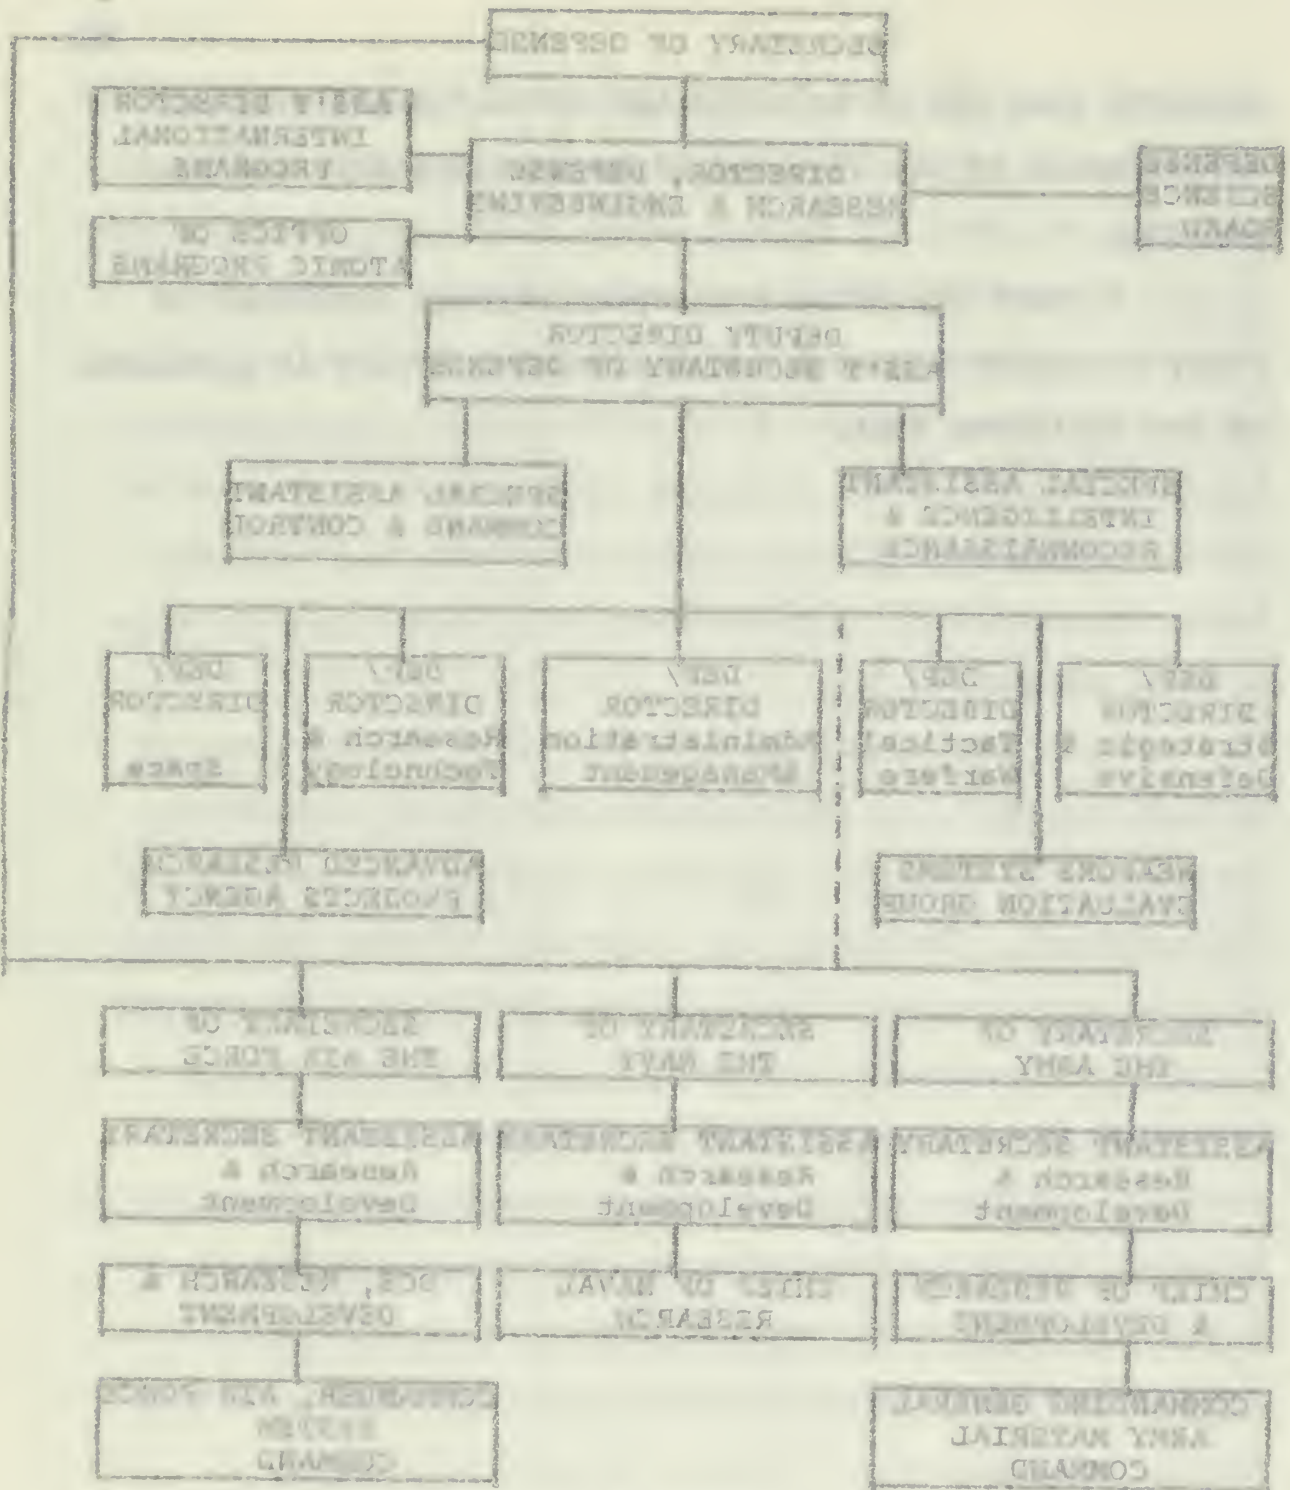 SECRETARY OF DEFENSE
ASS'T DIRECTOR
INTERNATIONAL
PROGRAMS
DIRECTOR, DEFENSE
RESEARCH & ENGINEERING
DEFENSE
SCIENCE
BOARD
OFFICE OF
ATOMIC PROGRAMS
DEPUTY DIRECTOR
ASS'T SECRETARY OF DEFENSE
SPECIAL ASSISTANT
COMMAND & CONTROL
SPECIAL ASSISTANT
INTELLIGENCE &
RECONNAISSANCE
DEP/
DIRECTOR
Strategic &
Defensive
DEP/
DIRECTOR
Tactical
Warfare
DEP/
DIRECTOR
Administration
&Management
DEP/
DIRECTOR
Research &
Technology
DEP/
DIRECTOR
Space
WEAPONS SYSTEMS
EVALUATION GROUP
ADVANCED RESEARCH
PROJECTS AGENCY
SECRETARY OF
THE ARMY
SECRETARY OF
THE NAVY
SECRETARY OF
THE AIR FORCE
ASSISTANT SECRETARY
Research &
Development
ASSISTANT SECRETARY
Research &
Development
ASSISTANT SECRETARY
Research &
Development
CHIEF OF RESEARCH
& DEVELOPMENT
CHIEF OF NAVAL
RESEARCH
DCS, RESEARCH &
DEVELOPMENT
COMMANDING GENERAL
ARMY MATERIAL
COMMAND
COMMANDER, AIR FORCE
SYSTEM
COMMAND